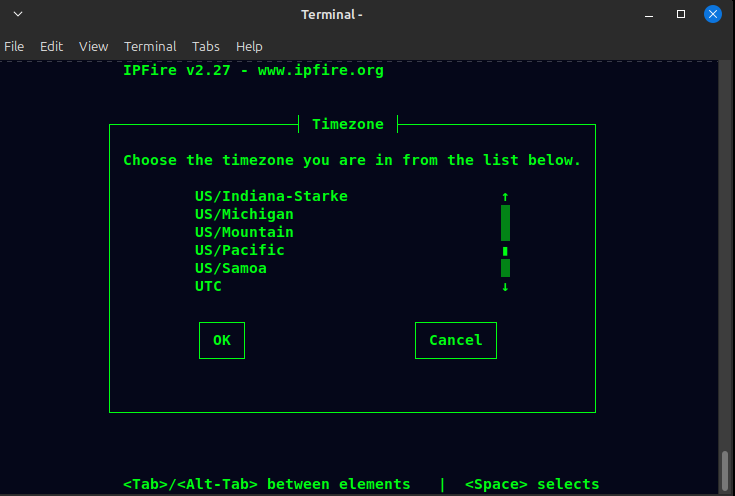 Terminal -
File Edit View Terminal Tabs Help
IPFire v2.27 - www.ipfire.org
Timezone
Choose the timezone you are in from the list below.
US/Indiana-Starke
US/Michigan
US/Mountain
US/Pacific
US/Samoa
UTC
OK Cancel
<Tab>/<Alt-Tab> between elements | <Space> selects